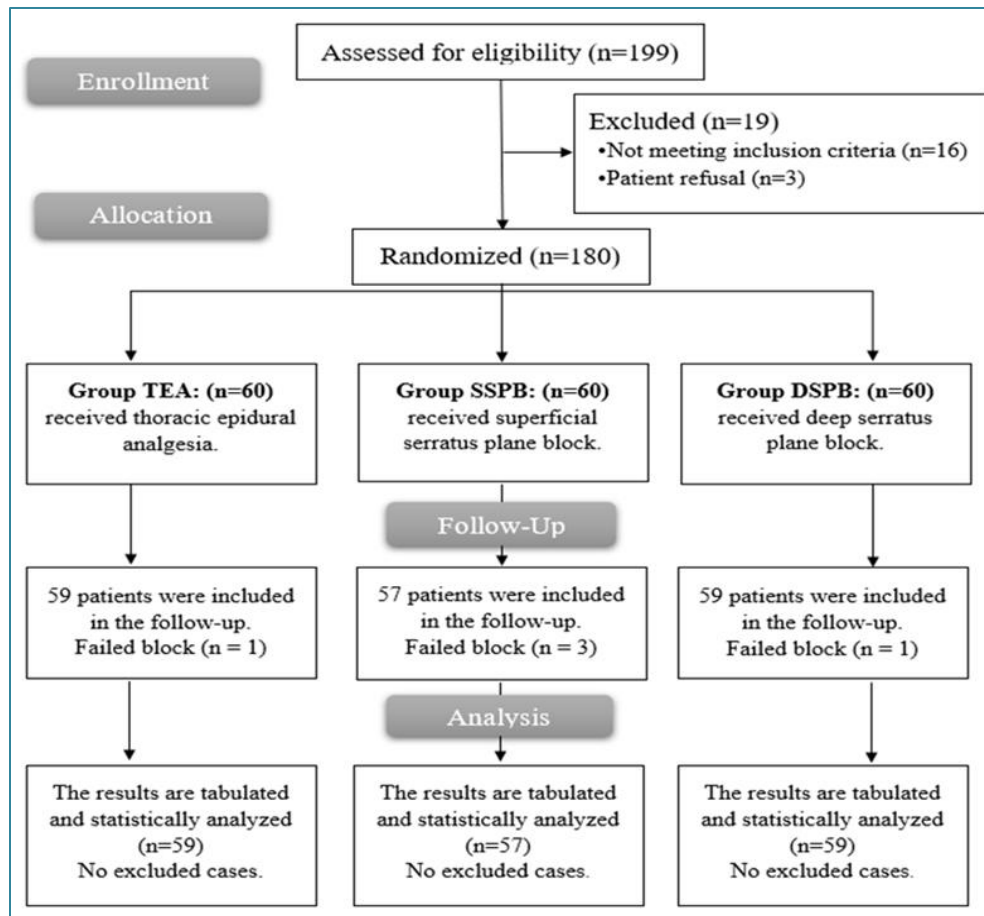 Assessed for eligibility (n=199)
Enrollment
Excluded (n=19)
•Not meeting inclusion criteria (n=16)
•Patient refusal (n=3)
Allocation
Randomized (n=180)
Group TEA: (n=60)
received thoracic epidural
analgesia.
Group SSPB: (n=60)
received superficial
serratus plane block.
Group DSPB: (n=60)
received deep serratus
plane block.
Follow-Up
59 patients were included
in the follow-up.
Failed block (n = 1)
57 patients were included
in the follow-up.
Failed block (n = 3)
59 patients were included
in the follow-up.
Failed block (n = 1)
Analysis
The results are tabulated
and statistically analyzed
(n=59)
No excluded cases.
The results are tabulated
and statistically analyzed
(n=57)
No excluded cases.
The results are tabulated
and statistically analyzed
(n=59)
No excluded cases.